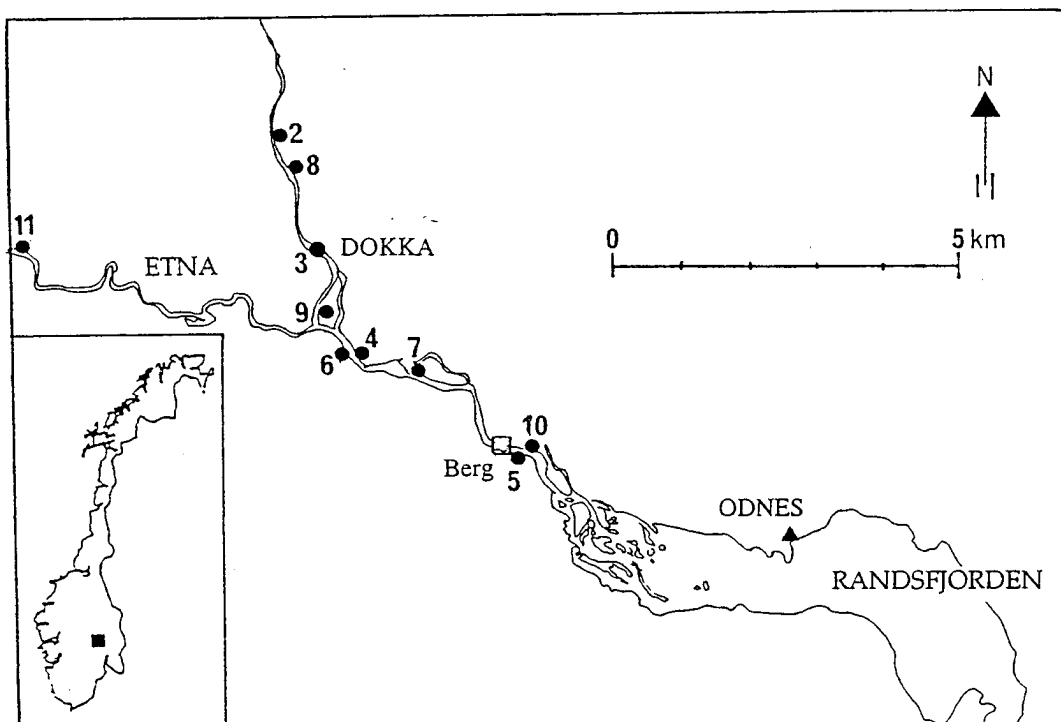 N
2
8
11
0 5 km
DOKKA
3
ETNA
9
4
6
7
10
Berg
5
ODNES
RANDSFJORDEN